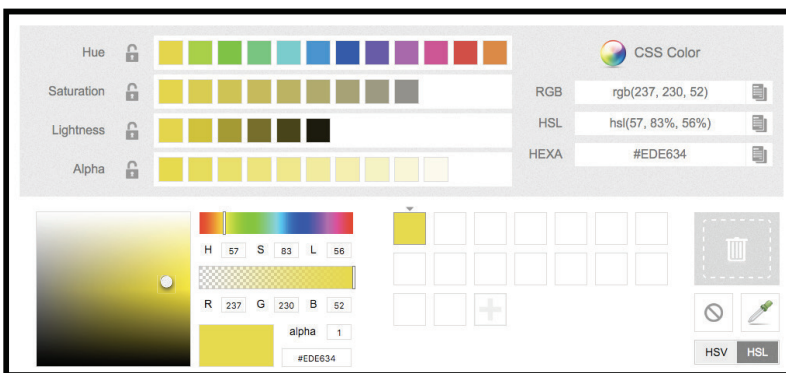 Hue
CSS Color
Saturation
RGB rgb(237, 230, 52)
Lightness
HSL hsl(57, 83%, 56%)
HEXA #EDE634
Alpha
H 57 S 83 L 56
R 237 G 230 B 52
alpha 1
#EDE634
HSV HSL